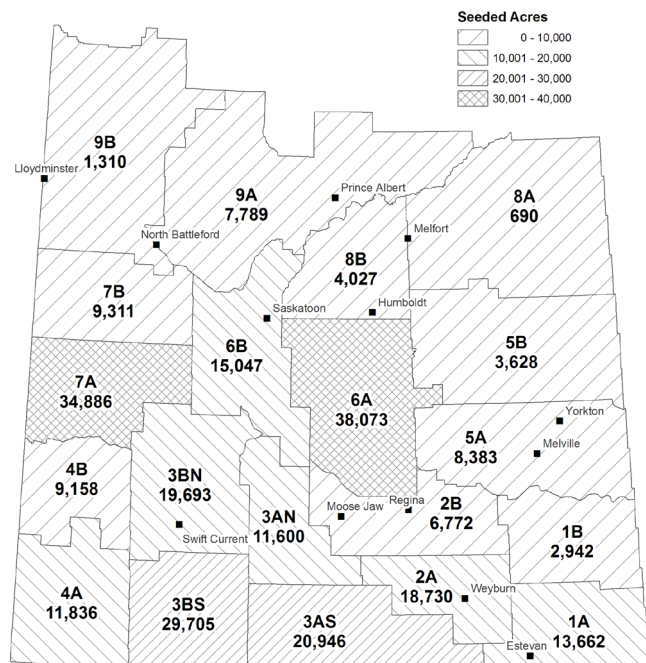 Seeded Acres
0 - 10,000
10,001 - 20,000
20,001 - 30,000
30,001 - 40,000
9B
1,310
Lloydminster
9A
7,789
Prince Albert
8A
690
North Battleford
Melfort
8B
4,027
7B
9,311
Saskatoon
Humboldt
6B
15,047
5B
3,628
7A
34,886
6A
38,073
Yorkton
5A
8,383
Melville
4B
9,158
3BN
19,693
Swift Current
3AN
11,600
Moose Jaw
Regina
2B
6,772
1B
2,942
4A
11,836
3BS
29,705
3AS
20,946
2A
18,730
Weyburn
1A
13,662
Estevan